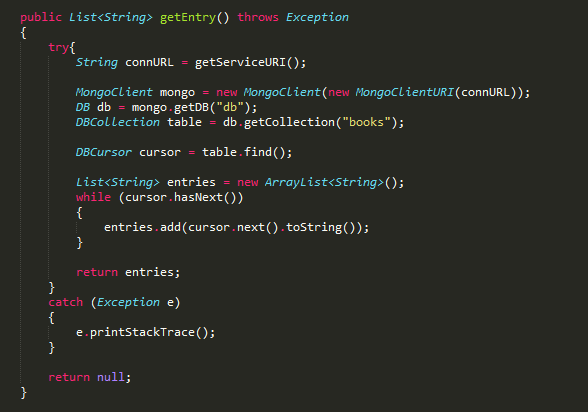 public List<String> getEntry() throws Exception
{
    try{
        String connURL = getServiceURI();

        MongoClient mongo = new MongoClient(new MongoClientURI(connURL));
        DB db = mongo.getDB("db");
        DBCollection table = db.getCollection("books");

        DBCursor cursor = table.find();

        List<String> entries = new ArrayList<String>();
        while (cursor.hasNext())
        {
            entries.add(cursor.next().toString());
        }

        return entries;
    }
    catch (Exception e)
    {
        e.printStackTrace();
    }

    return null;
}